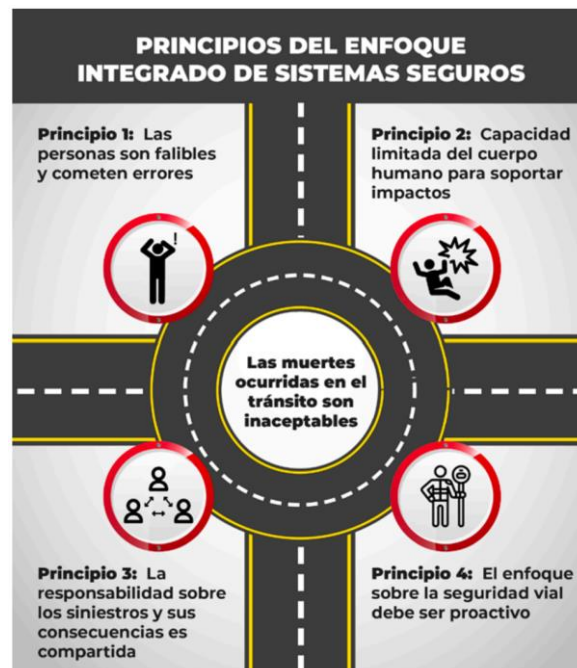 PRINCIPIOS DEL ENFOQUE
INTEGRADO DE SISTEMAS SEGUROS
Principio 1: Las
personas son falibles
y cometen errores
Principio 2: Capacidad
limitada del cuerpo
humano para soportar
impactos
!
Las muertes
ocurridas en el
tránsito son
inaceptables
Principio 3: La
responsabilidad sobre
los siniestros y sus
consecuencias es
compartida
Principio 4: El enfoque
sobre la seguridad vial
debe ser proactivo